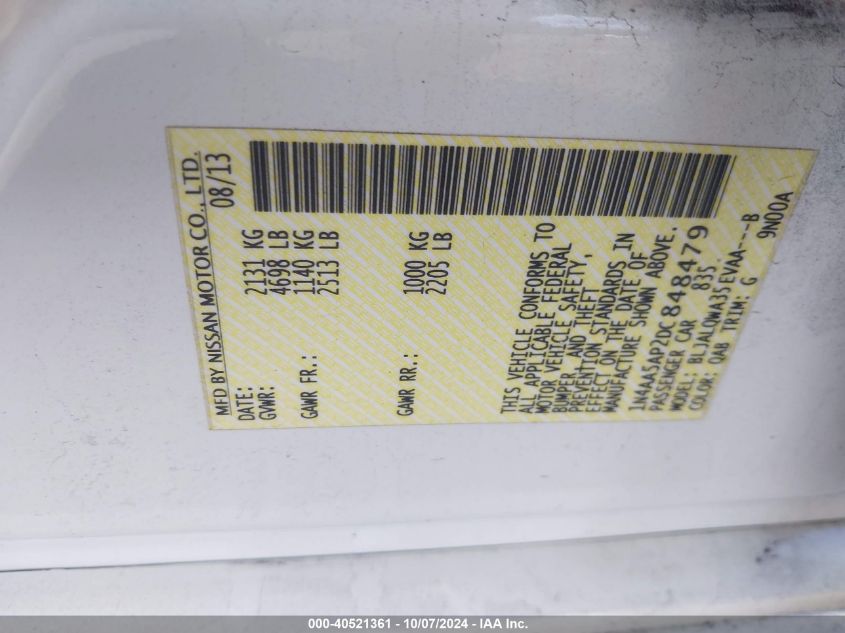 MFD BY NISSAN MOTOR CO., LTD.
DATE: 08/13
GVWR: 2131 KG
4698 LB
GAWR FR.: 1140 KG
2513 LB
GAWR RR.: 1000 KG
2205 LB
THIS VEHICLE CONFORMS TO
ALL APPLICABLE FEDERAL
MOTOR VEHICLE SAFETY,
BUMPER, AND THEFT
PREVENTION STANDARDS IN
EFFECT ON THE DATE OF
MANUFACTURE SHOWN ABOVE.
1N4AA5AP2DC848479
PASSENGER CAR 835
MODEL: BLJALQWA35EVAA---B
COLOR: QAB TRIM: G 9N00A
000-40521361 - 10/07/2024 - IAA Inc.